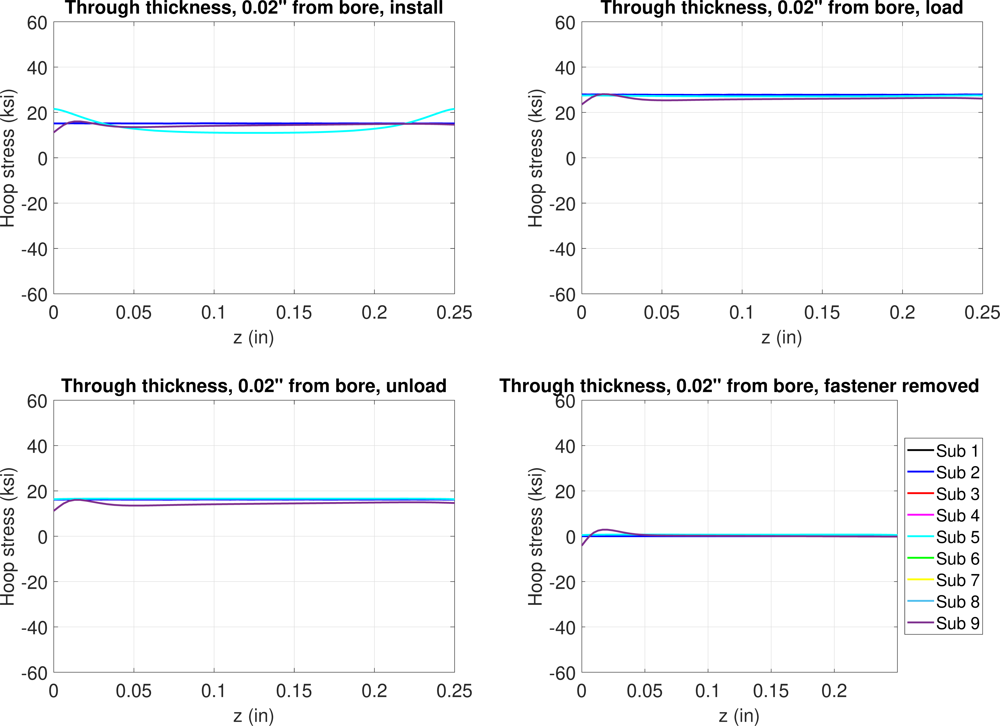 Through thickness, 0.02" from bore, install
60
40
20
0
-20
-40
-60
Hoop stress (ksi)
0 0.05 0.1 0.15 0.2 0.25
z (in)
Through thickness, 0.02" from bore, load
60
40
20
0
-20
-40
-60
Hoop stress (ksi)
0 0.05 0.1 0.15 0.2 0.25
z (in)
Through thickness, 0.02" from bore, unload
60
40
20
0
-20
-40
-60
Hoop stress (ksi)
0 0.05 0.1 0.15 0.2 0.25
z (in)
Through thickness, 0.02" from bore, fastener removed
60
40
20
0
-20
-40
-60
Hoop stress (ksi)
0 0.05 0.1 0.15 0.2
z (in)
Sub 1
Sub 2
Sub 3
Sub 4
Sub 5
Sub 6
Sub 7
Sub 8
Sub 9